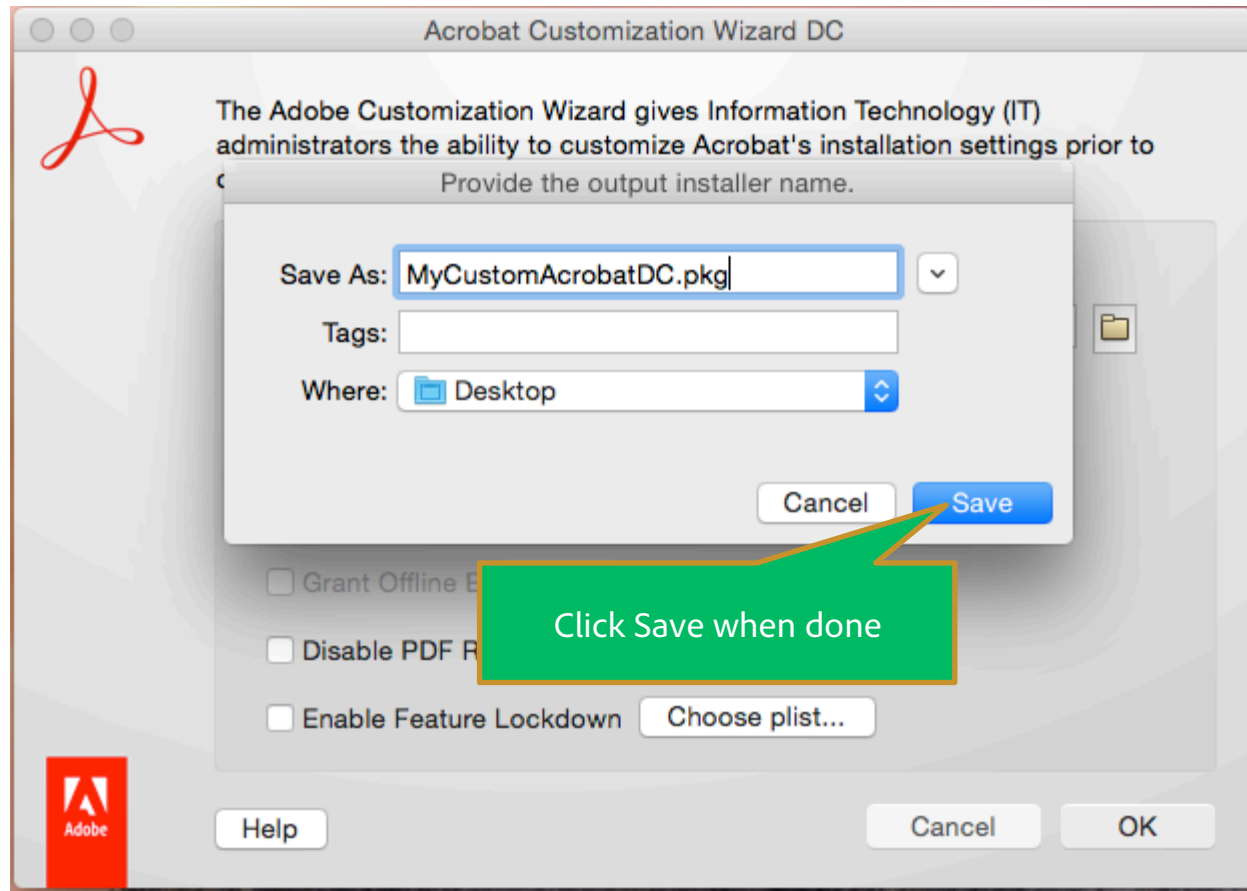 Acrobat Customization Wizard DC
The Adobe Customization Wizard gives Information Technology (IT)
administrators the ability to customize Acrobat's installation settings prior to
Provide the output installer name.
Save As: MyCustomAcrobatDC.pkg
Tags:
Where: Desktop
Cancel Save
Click Save when done
Grant Offline
Disable PDF
Enable Feature Lockdown Choose plist...
Adobe
Help Cancel OK